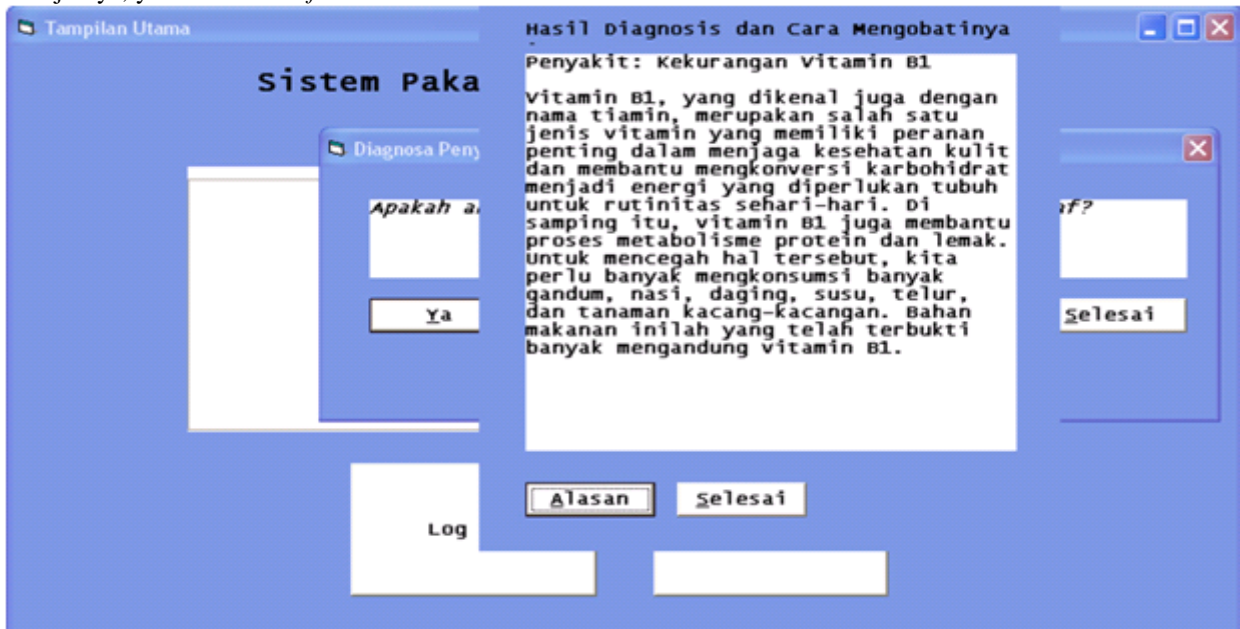 Tampilan Utama
Sistem Paka
Diagnosa Peny
Apakah
af?
Ya
Selesai
Log
Hasil Diagnosis dan Cara Mengobatinya
Penyakit: Kekurangan Vitamin B1
Vitamin B1, yang dikenal juga dengan
nama tiamin, merupakan salah satu
jenis vitamin yang memiliki peranan
penting dalam menjaga kesehatan kulit
dan membantu mengkonversi karbohidrat
menjadi energi yang diperlukan tubuh
untuk rutinitas sehari-hari. Di
samping itu, vitamin B1 juga membantu
proses metabolisme protein dan lemak.
Untuk mencegah hal tersebut, kita
perlu banyak mengkonsumsi banyak
gandum, nasi, daging, susu, telur,
dan tanaman kacang-kacangan. Bahan
makanan inilah yang telah terbukti
banyak mengandung vitamin B1.
Alasan
Selesai